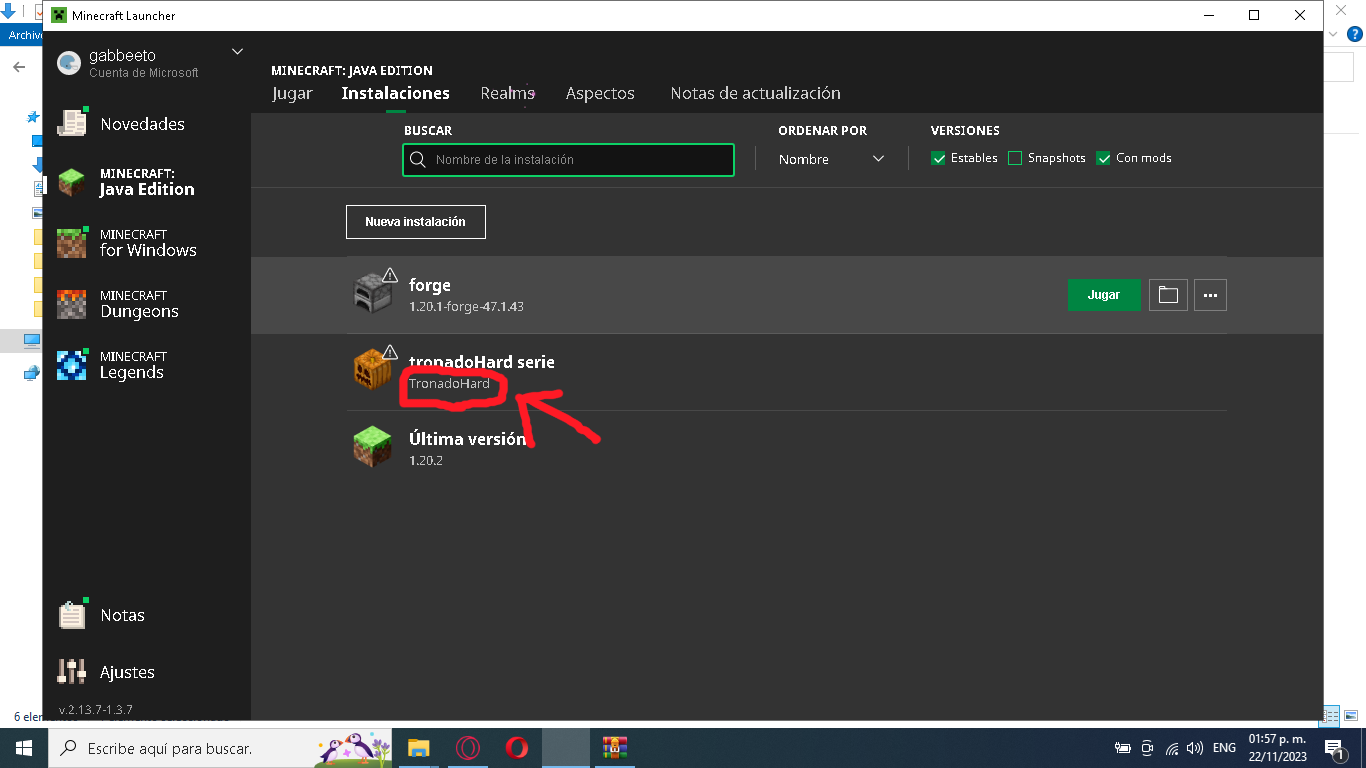 Minecraft Launcher
Archivo
?
gabbeeto
Cuenta de Microsoft
Novedades
MINECRAFT:
Java Edition
MINECRAFT
for Windows
MINECRAFT
Dungeons
MINECRAFT
Legends
Notas
Ajustes
v.2.13.7-1.3.7
MINECRAFT: JAVA EDITION
Jugar Instalaciones Realms Aspectos Notas de actualización
BUSCAR ORDENAR POR VERSIONES
Nombre de la instalación Nombre Estables Snapshots Con mods
Nueva instalación
forge
1.20.1-forge-47.1.43
Jugar
...
tronadoHard serie
TronadoHard
Última versión
1.20.2
Escribe aquí para buscar.
ENG
01:57 p. m.
22/11/2023
1